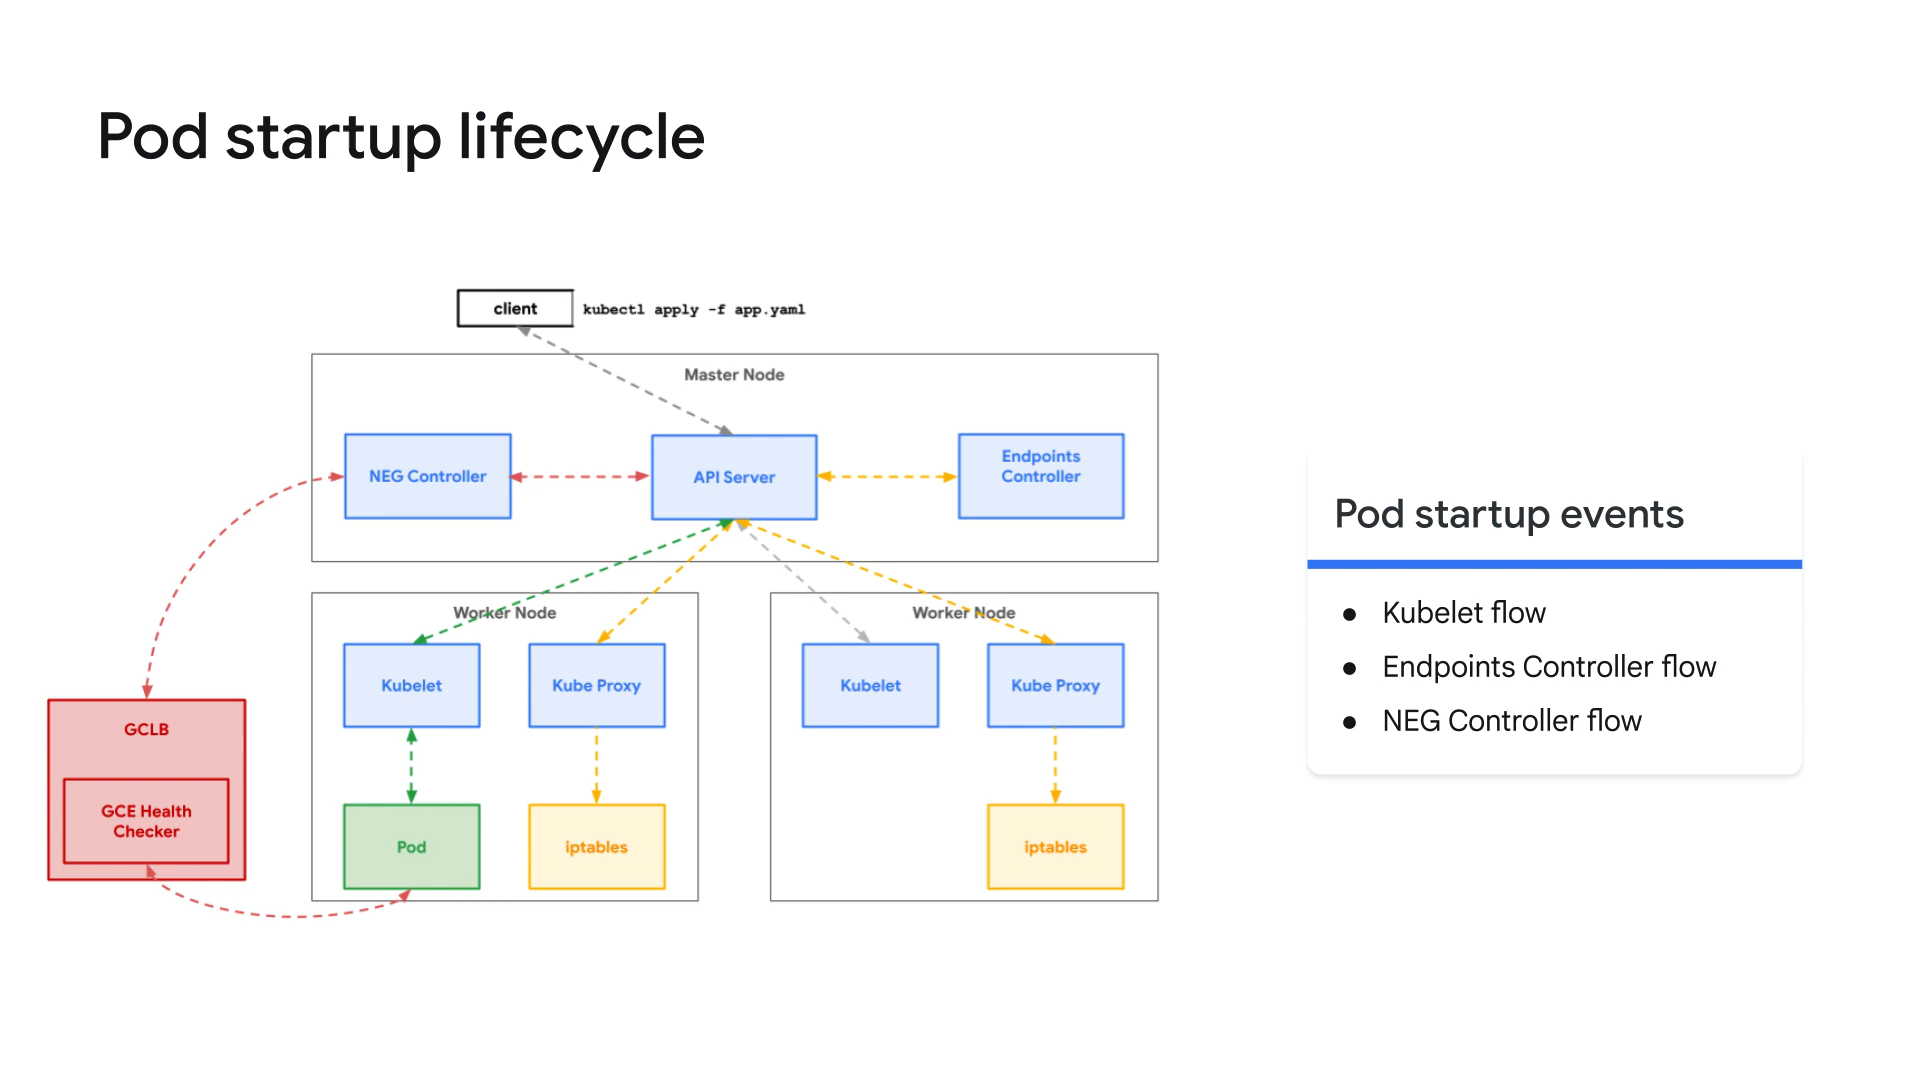 Pod startup lifecycle
client
kubectl apply -f app.yaml
Master Node
NEG Controller
API Server
Endpoints
Controller
Worker Node
Kubelet
Kube Proxy
Pod
iptables
Worker Node
Kubelet
Kube Proxy
iptables
GCLB
GCE Health
Checker
Pod startup events
● Kubelet flow
● Endpoints Controller flow
● NEG Controller flow